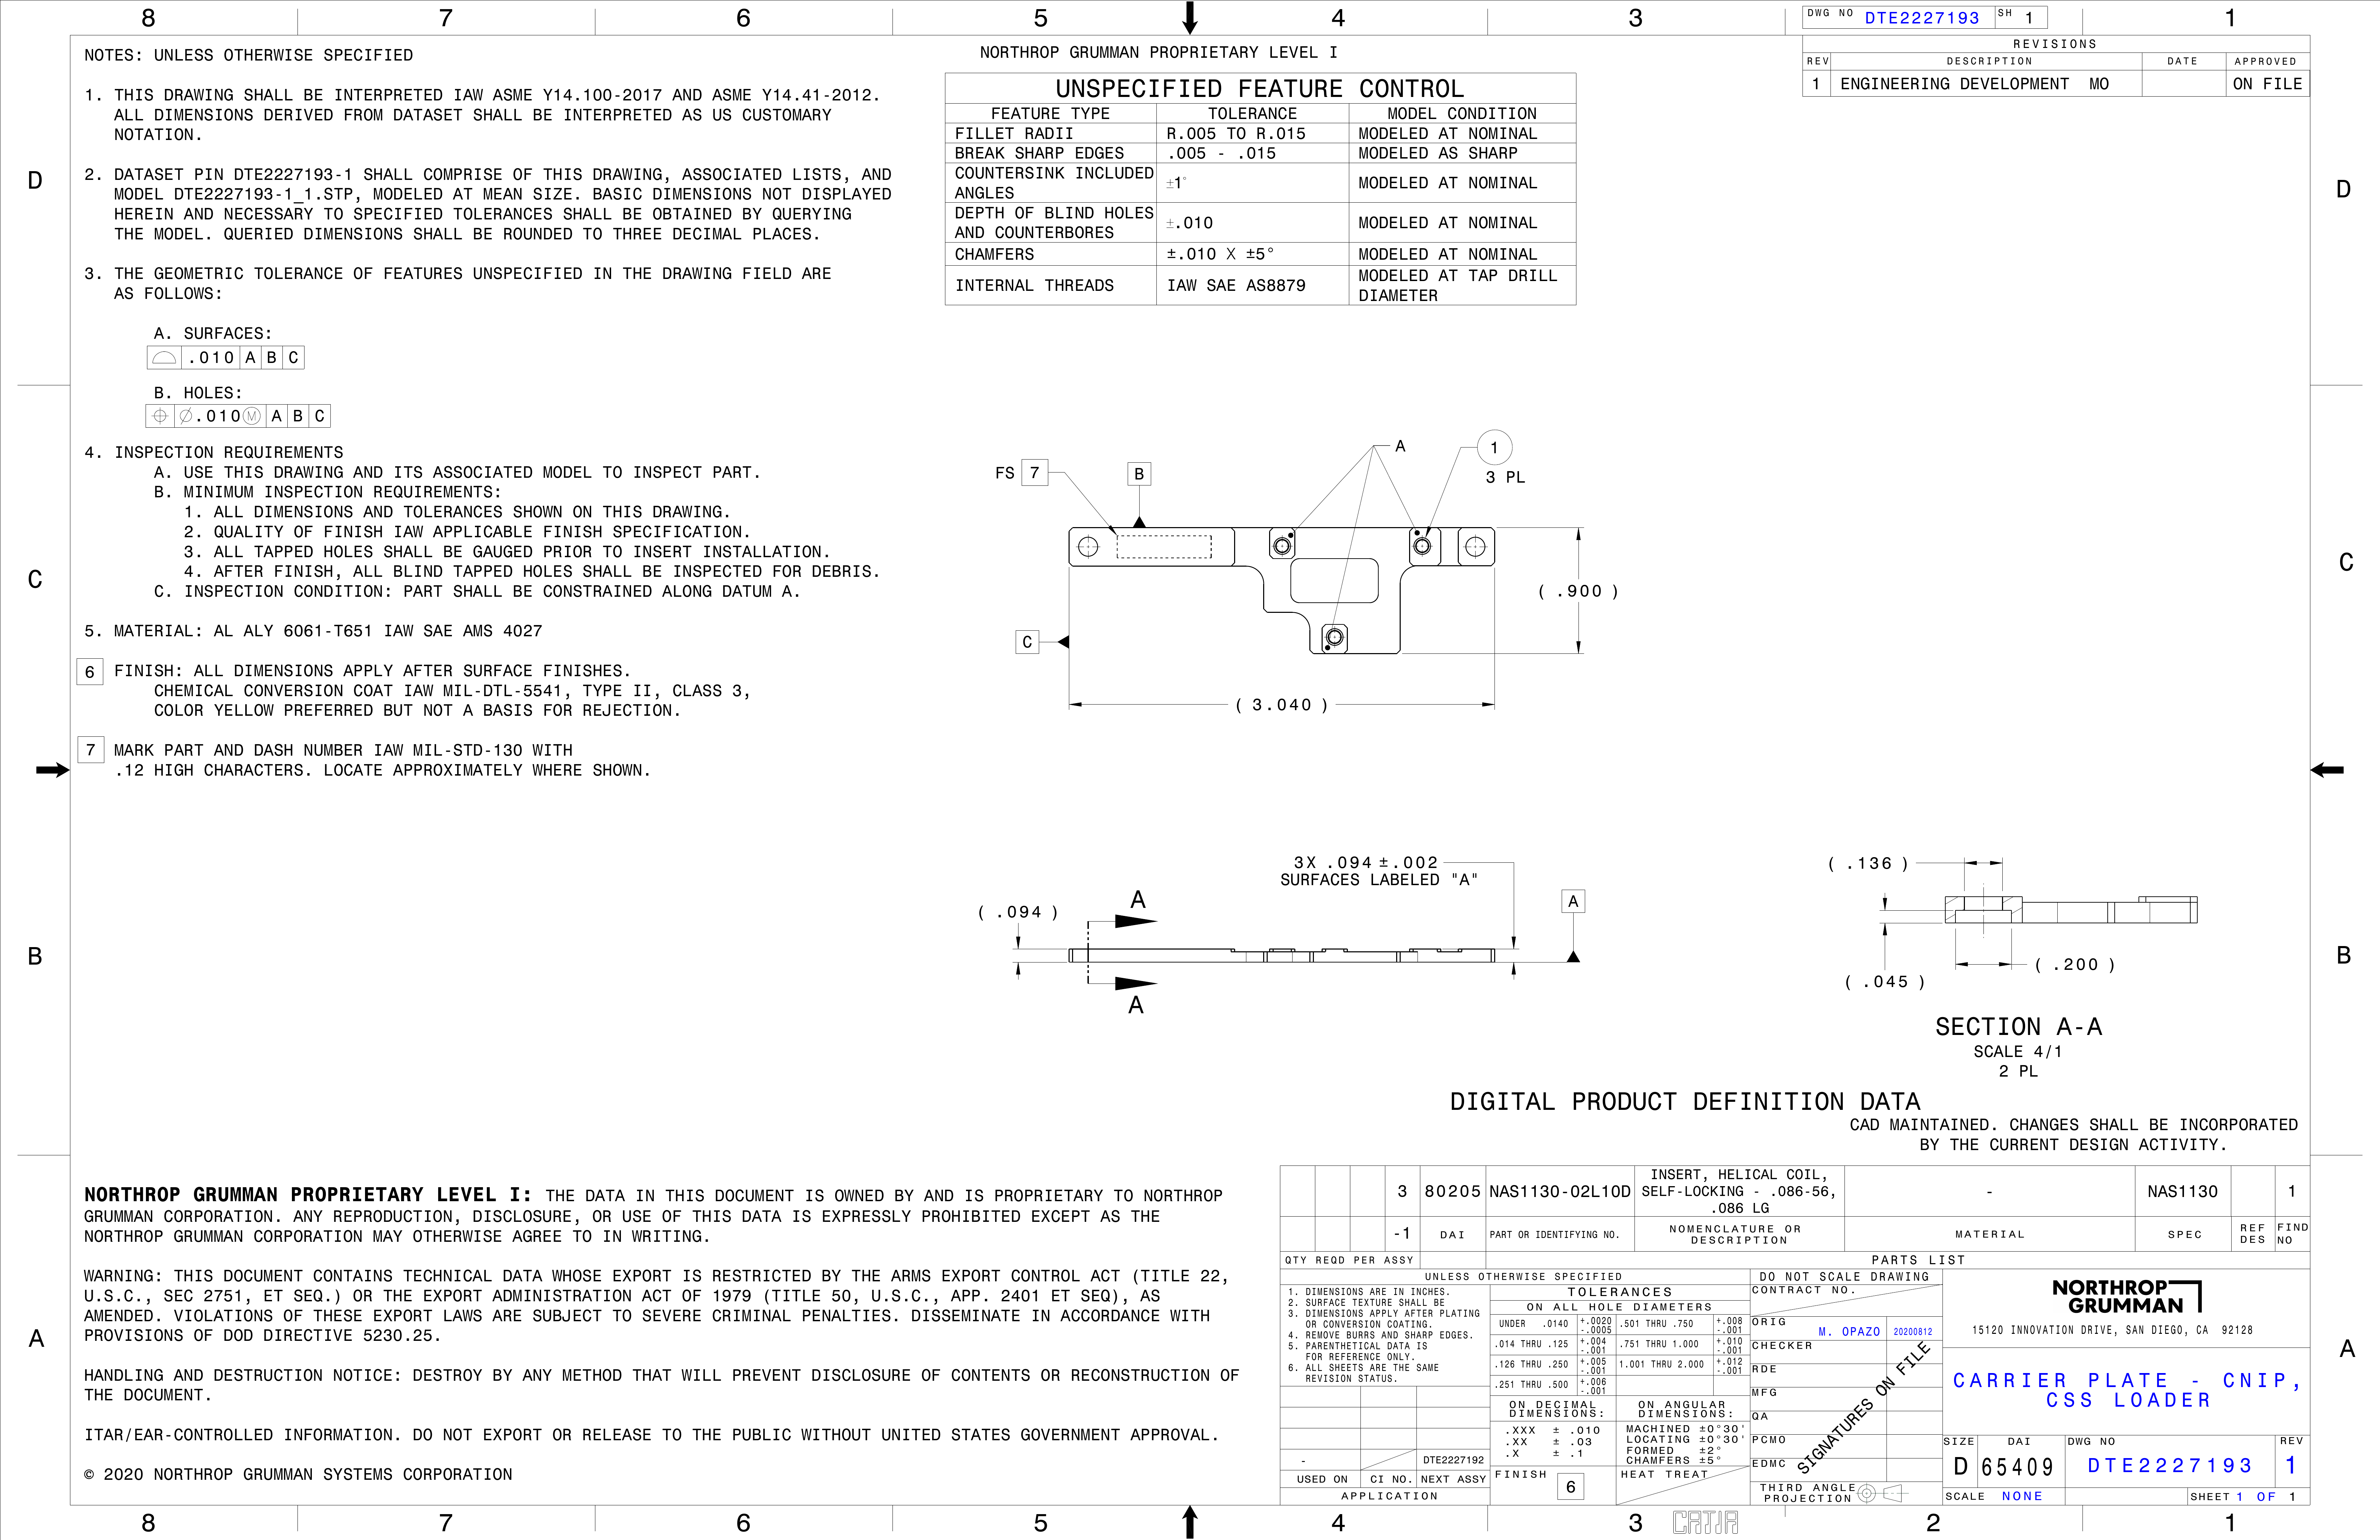 8 7 6 5 4 3 1
DWG NO DTE2227193 SH 1
REVISIONS
REV DESCRIPTION DATE APPROVED
1 ENGINEERING DEVELOPMENT MO ON FILE
NOTES: UNLESS OTHERWISE SPECIFIED
1. THIS DRAWING SHALL BE INTERPRETED IAW ASME Y14.100-2017 AND ASME Y14.41-2012.
ALL DIMENSIONS DERIVED FROM DATASET SHALL BE INTERPRETED AS US CUSTOMARY
NOTATION.
2. DATASET PIN DTE2227193-1 SHALL COMPRISE OF THIS DRAWING, ASSOCIATED LISTS, AND
MODEL DTE2227193-1_1.STP, MODELED AT MEAN SIZE. BASIC DIMENSIONS NOT DISPLAYED
HEREIN AND NECESSARY TO SPECIFIED TOLERANCES SHALL BE OBTAINED BY QUERYING
THE MODEL. QUERIED DIMENSIONS SHALL BE ROUNDED TO THREE DECIMAL PLACES.
3. THE GEOMETRIC TOLERANCE OF FEATURES UNSPECIFIED IN THE DRAWING FIELD ARE
AS FOLLOWS:
A. SURFACES:
⌓ .010 A B C
B. HOLES:
⌖ ∅.010Ⓜ A B C
4. INSPECTION REQUIREMENTS
A. USE THIS DRAWING AND ITS ASSOCIATED MODEL TO INSPECT PART.
B. MINIMUM INSPECTION REQUIREMENTS:
1. ALL DIMENSIONS AND TOLERANCES SHOWN ON THIS DRAWING.
2. QUALITY OF FINISH IAW APPLICABLE FINISH SPECIFICATION.
3. ALL TAPPED HOLES SHALL BE GAUGED PRIOR TO INSERT INSTALLATION.
4. AFTER FINISH, ALL BLIND TAPPED HOLES SHALL BE INSPECTED FOR DEBRIS.
C. INSPECTION CONDITION: PART SHALL BE CONSTRAINED ALONG DATUM A.
5. MATERIAL: AL ALY 6061-T651 IAW SAE AMS 4027
6 FINISH: ALL DIMENSIONS APPLY AFTER SURFACE FINISHES.
CHEMICAL CONVERSION COAT IAW MIL-DTL-5541, TYPE II, CLASS 3,
COLOR YELLOW PREFERRED BUT NOT A BASIS FOR REJECTION.
7 MARK PART AND DASH NUMBER IAW MIL-STD-130 WITH
.12 HIGH CHARACTERS. LOCATE APPROXIMATELY WHERE SHOWN.
NORTHROP GRUMMAN PROPRIETARY LEVEL I
UNSPECIFIED FEATURE CONTROL
FEATURE TYPE TOLERANCE MODEL CONDITION
FILLET RADII R.005 TO R.015 MODELED AT NOMINAL
BREAK SHARP EDGES .005 - .015 MODELED AS SHARP
COUNTERSINK INCLUDED
ANGLES ±1° MODELED AT NOMINAL
DEPTH OF BLIND HOLES
AND COUNTERBORES ±.010 MODELED AT NOMINAL
CHAMFERS ±.010 X ±5° MODELED AT NOMINAL
INTERNAL THREADS IAW SAE AS8879 MODELED AT TAP DRILL
DIAMETER
D D
C C
B B
A A
A
1
3 PL
FS 7
B
C
( .900 )
( 3.040 )
3X .094 ±.002
SURFACES LABELED "A"
( .094 )
A
A
A
( .136 )
( .200 )
( .045 )
SECTION A-A
SCALE 4/1
2 PL
DIGITAL PRODUCT DEFINITION DATA
CAD MAINTAINED. CHANGES SHALL BE INCORPORATED
BY THE CURRENT DESIGN ACTIVITY.
NORTHROP GRUMMAN PROPRIETARY LEVEL I: THE DATA IN THIS DOCUMENT IS OWNED BY AND IS PROPRIETARY TO NORTHROP
GRUMMAN CORPORATION. ANY REPRODUCTION, DISCLOSURE, OR USE OF THIS DATA IS EXPRESSLY PROHIBITED EXCEPT AS THE
NORTHROP GRUMMAN CORPORATION MAY OTHERWISE AGREE TO IN WRITING.
WARNING: THIS DOCUMENT CONTAINS TECHNICAL DATA WHOSE EXPORT IS RESTRICTED BY THE ARMS EXPORT CONTROL ACT (TITLE 22,
U.S.C., SEC 2751, ET SEQ.) OR THE EXPORT ADMINISTRATION ACT OF 1979 (TITLE 50, U.S.C., APP. 2401 ET SEQ), AS
AMENDED. VIOLATIONS OF THESE EXPORT LAWS ARE SUBJECT TO SEVERE CRIMINAL PENALTIES. DISSEMINATE IN ACCORDANCE WITH
PROVISIONS OF DOD DIRECTIVE 5230.25.
HANDLING AND DESTRUCTION NOTICE: DESTROY BY ANY METHOD THAT WILL PREVENT DISCLOSURE OF CONTENTS OR RECONSTRUCTION OF
THE DOCUMENT.
ITAR/EAR-CONTROLLED INFORMATION. DO NOT EXPORT OR RELEASE TO THE PUBLIC WITHOUT UNITED STATES GOVERNMENT APPROVAL.
© 2020 NORTHROP GRUMMAN SYSTEMS CORPORATION
3 80205 NAS1130-02L10D INSERT, HELICAL COIL,
SELF-LOCKING - .086-56,
.086 LG - NAS1130 1
-1 DAI PART OR IDENTIFYING NO. NOMENCLATURE OR
DESCRIPTION MATERIAL SPEC REF
DES FIND
NO
QTY REQD PER ASSY PARTS LIST
UNLESS OTHERWISE SPECIFIED
1. DIMENSIONS ARE IN INCHES.
2. SURFACE TEXTURE SHALL BE
3. DIMENSIONS APPLY AFTER PLATING
OR CONVERSION COATING.
4. REMOVE BURRS AND SHARP EDGES.
5. PARENTHETICAL DATA IS
FOR REFERENCE ONLY.
6. ALL SHEETS ARE THE SAME
REVISION STATUS.
TOLERANCES
ON ALL HOLE DIAMETERS
UNDER .0140 +.0020 -.0005 .501 THRU .750 +.008 -.001
.014 THRU .125 +.004 -.001 .751 THRU 1.000 +.010 -.001
.126 THRU .250 +.005 -.001 1.001 THRU 2.000 +.012 -.001
.251 THRU .500 +.006 -.001
ON DECIMAL
DIMENSIONS:
.XXX ± .010
.XX ± .03
.X ± .1
ON ANGULAR
DIMENSIONS:
MACHINED ±0°30'
LOCATING ±0°30'
FORMED ±2°
CHAMFERS ±5°
- DTE2227192
USED ON CI NO. NEXT ASSY
APPLICATION
FINISH 6
HEAT TREAT
DO NOT SCALE DRAWING
CONTRACT NO.
ORIG M. OPAZO 20200812
CHECKER
RDE
MFG
QA
PCMO
EDMC
SIGNATURES ON FILE
THIRD ANGLE
PROJECTION
NORTHROP
GRUMMAN
15120 INNOVATION DRIVE, SAN DIEGO, CA 92128
CARRIER PLATE - CNIP,
CSS LOADER
SIZE DAI DWG NO REV
D 65409 DTE2227193 1
SCALE NONE SHEET 1 OF 1
8 7 6 5 4 3 2 1
CATIA